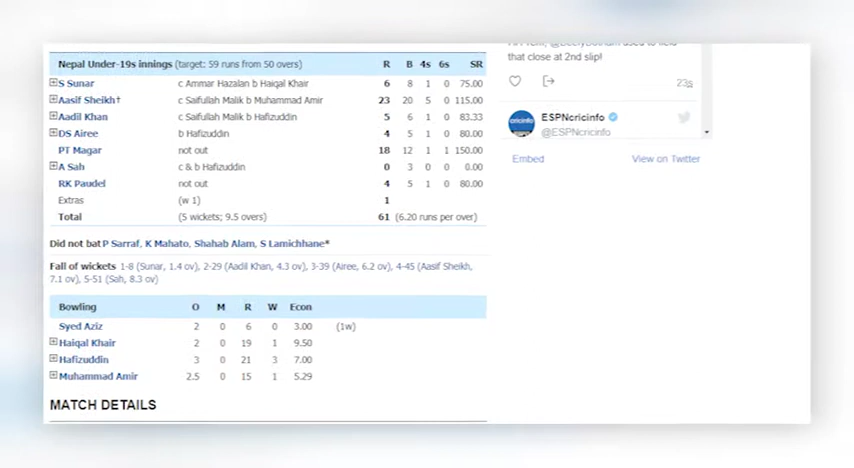 Nepal Under-19s innings (target: 59 runs from 50 overs) R B 4s 6s SR
S Sunar c Ammar Hazalan b Haiqal Khair 6 8 1 0 75.00
Aasif Sheikh† c Saifullah Malik b Muhammad Amir 23 20 5 0 115.00
Aadil Khan c Saifullah Malik b Hafizuddin 5 6 1 0 83.33
DS Airee b Hafizuddin 4 5 1 0 80.00
PT Magar not out 18 12 1 1 150.00
A Sah c & b Hafizuddin 0 3 0 0 0.00
RK Paudel not out 4 5 1 0 80.00
Extras (w 1) 1
Total (5 wickets; 9.5 overs) 61 (6.20 runs per over)
Did not bat P Sarraf, K Mahato, Shahab Alam, S Lamichhane*
Fall of wickets 1-8 (Sunar, 1.4 ov), 2-29 (Aadil Khan, 4.3 ov), 3-39 (Airee, 6.2 ov), 4-45 (Aasif Sheikh,
7.1 ov), 5-51 (Sah, 8.3 ov)
Bowling O M R W Econ
Syed Aziz 2 0 6 0 3.00 (1w)
Haiqal Khair 2 0 19 1 9.50
Hafizuddin 3 0 21 3 7.00
Muhammad Amir 2.5 0 15 1 5.29
MATCH DETAILS
that close at 2nd slip!
23s
ESPNcricinfo
cricinfo
@ESPNcricinfo
Embed View on Twitter